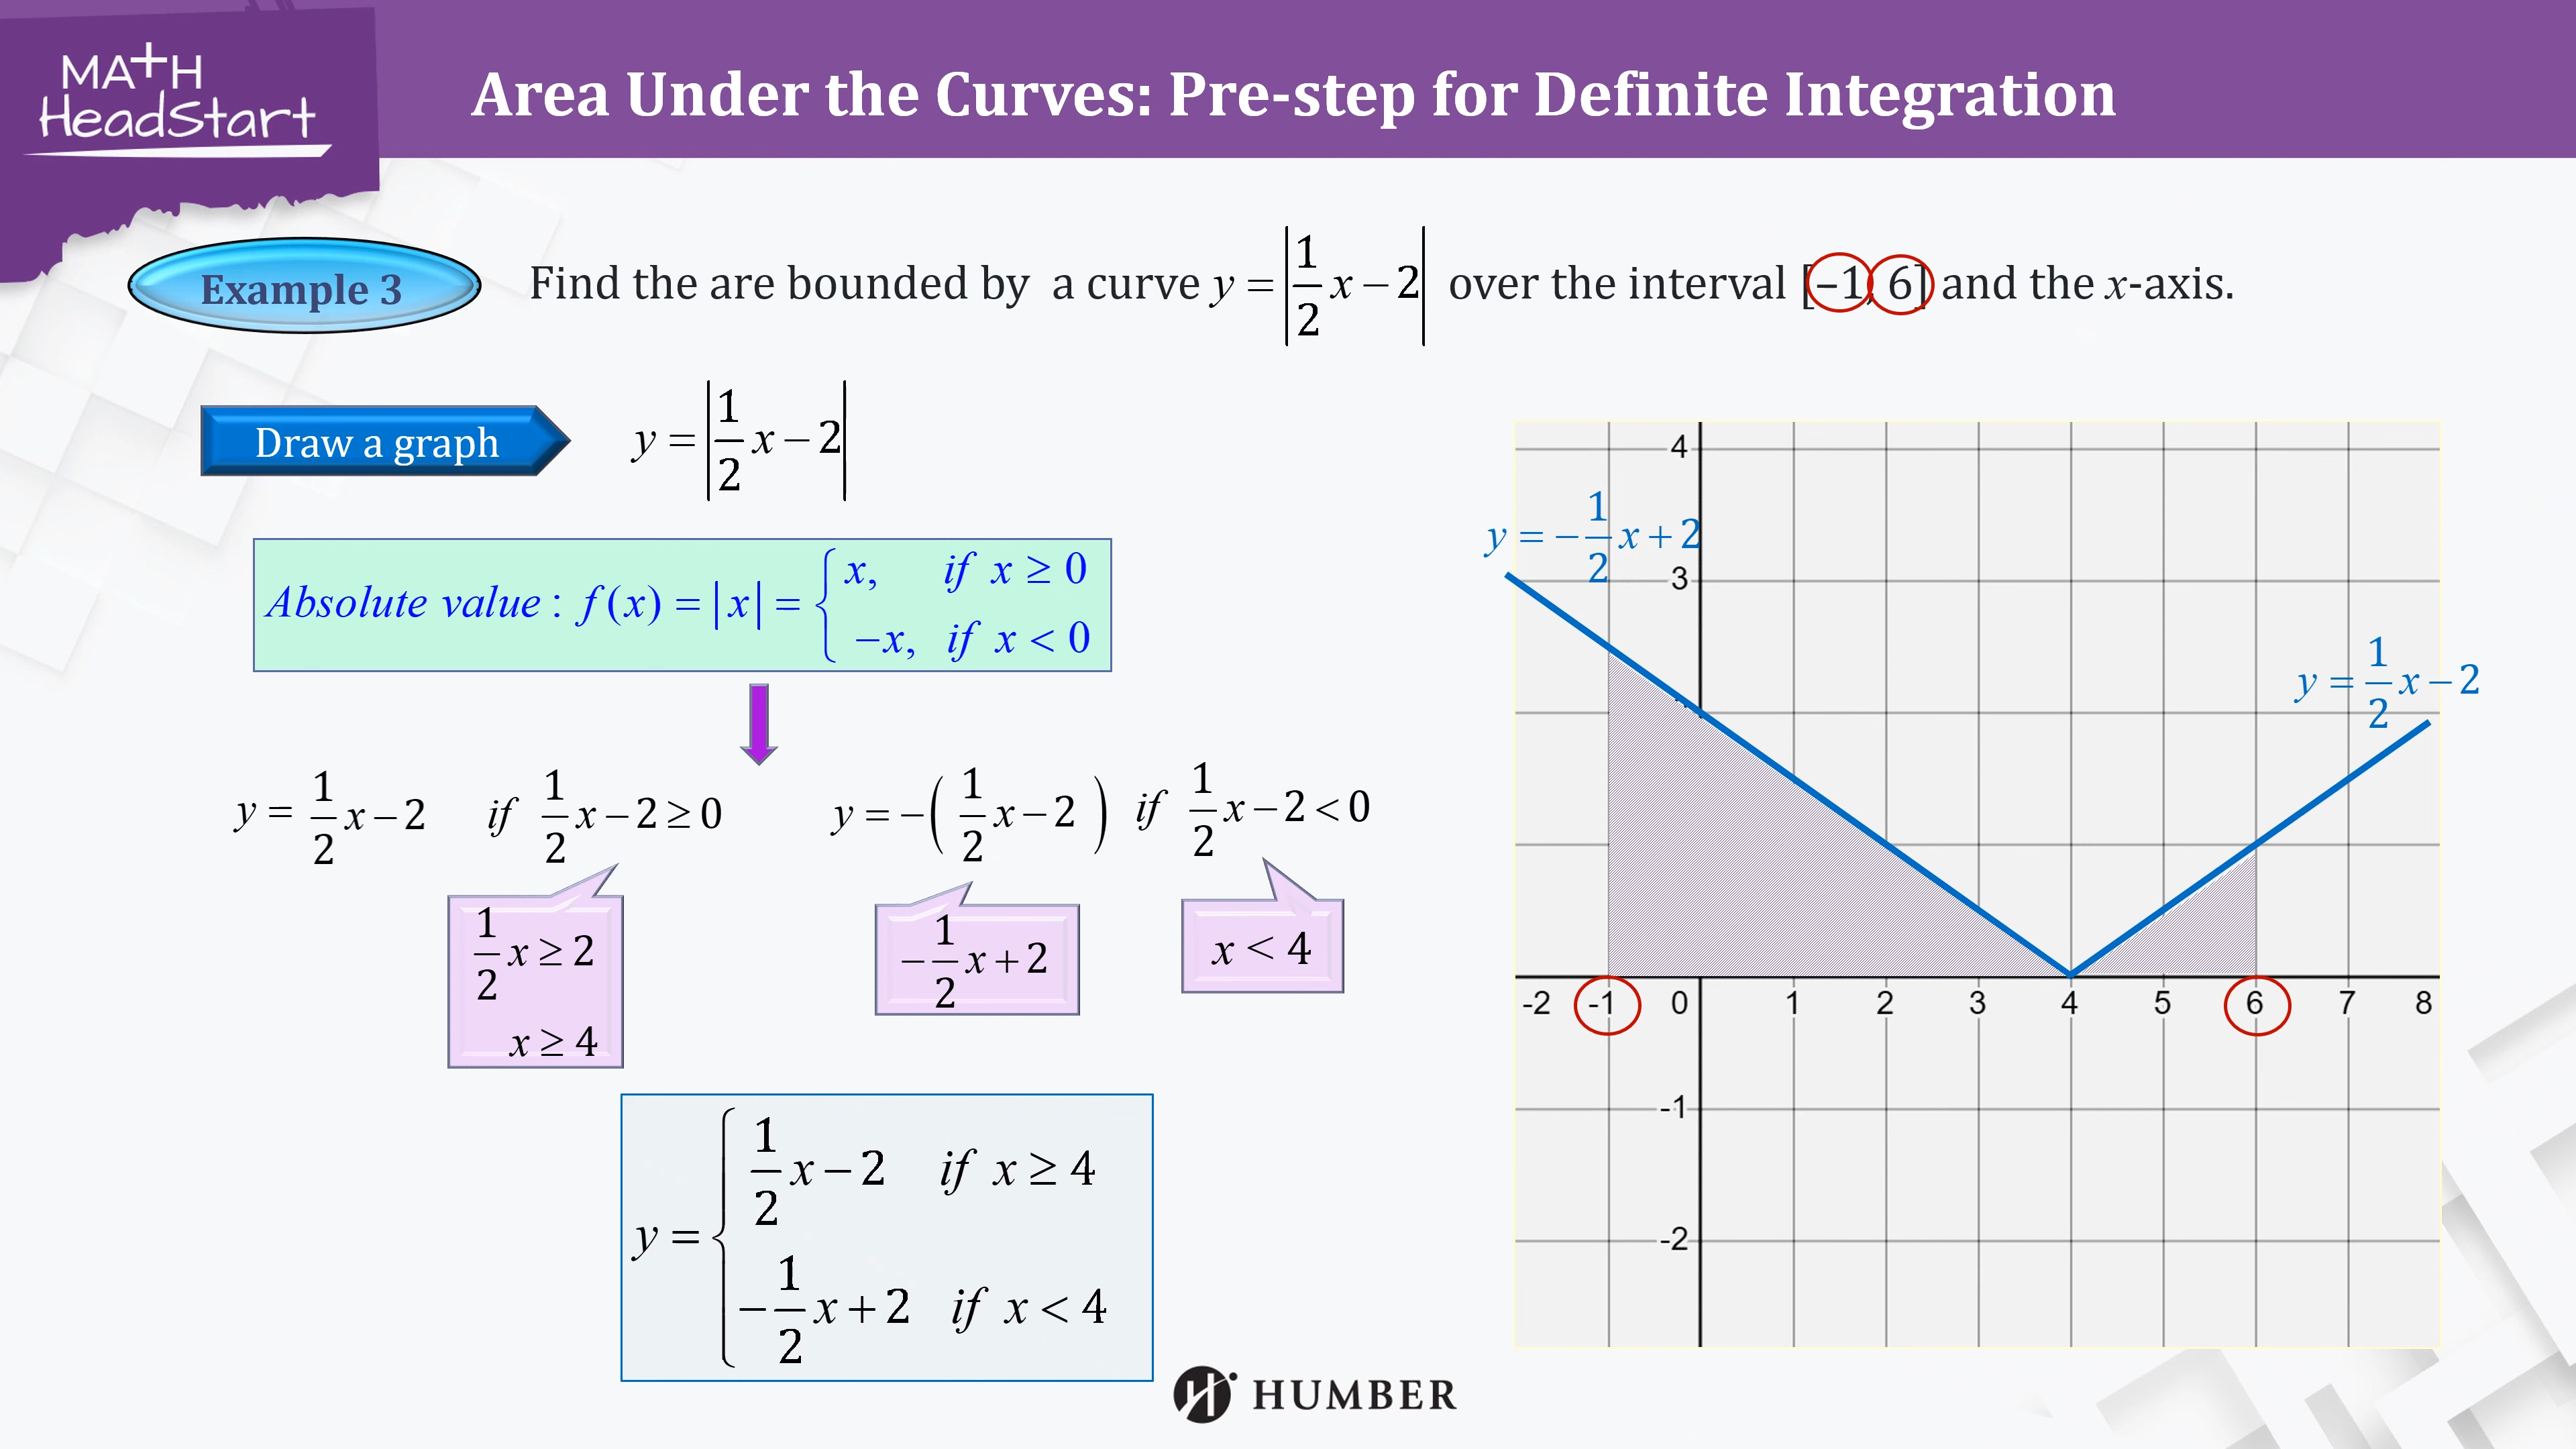 MATH
HeadStart
Area Under the Curves: Pre-step for Definite Integration
Example 3
Find the are bounded by a curve y = |1/2 x − 2| over the interval [−1, 6] and the x-axis.
Draw a graph
y = |1/2 x − 2|
Absolute value : f(x) = |x| = { x, if x ≥ 0
−x, if x < 0
y = 1/2 x − 2 if 1/2 x − 2 ≥ 0
y = −( 1/2 x − 2 ) if 1/2 x − 2 < 0
1/2 x ≥ 2
x ≥ 4
−1/2 x + 2
x < 4
y = { 1/2 x − 2 if x ≥ 4
−1/2 x + 2 if x < 4
4
y = −1/2 x + 2
3
y = 1/2 x − 2
-2 -1 0 1 2 3 4 5 6 7 8
-1
-2
HUMBER